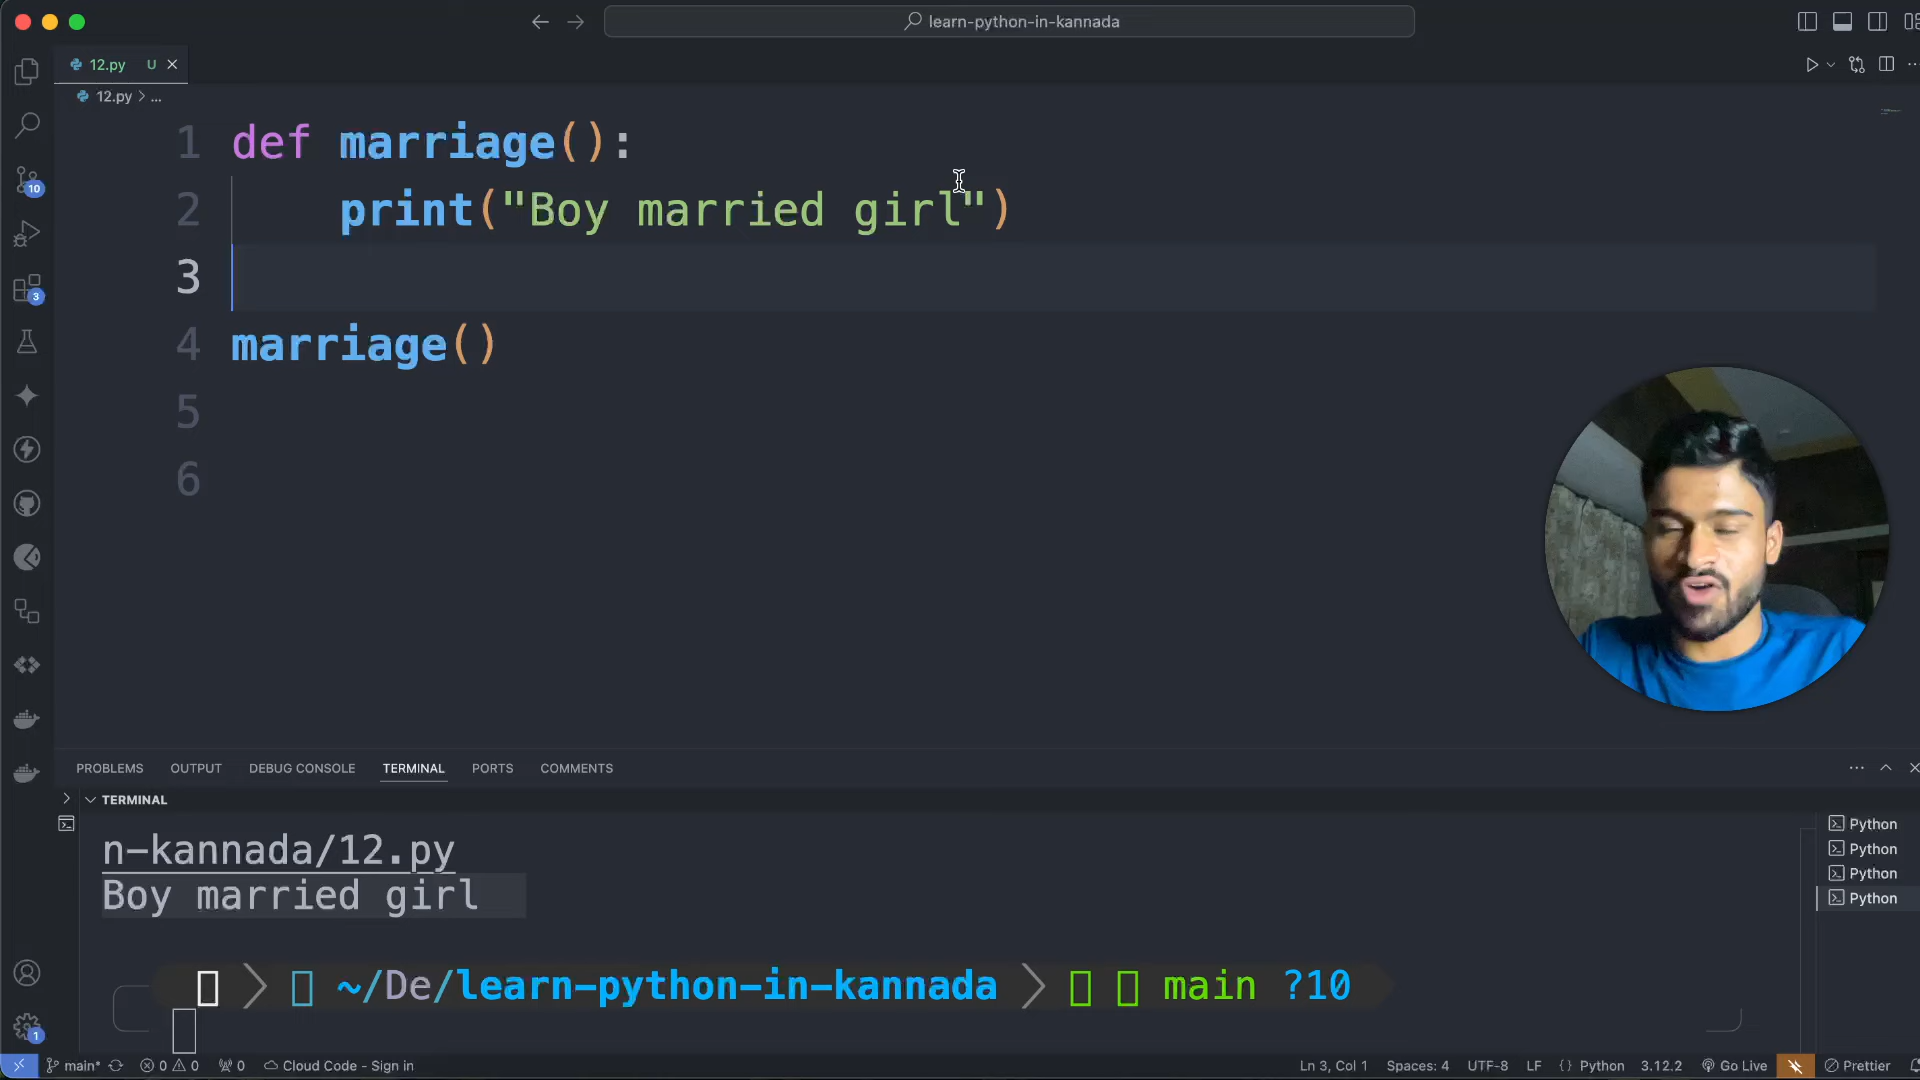 learn-python-in-kannada
12.py U
12.py > ...
1 def marriage():
2 print("Boy married girl")
3
4 marriage()
5
6
10
3
1
PROBLEMS OUTPUT DEBUG CONSOLE TERMINAL PORTS COMMENTS
TERMINAL
n-kannada/12.py
Boy married girl
~/De/learn-python-in-kannada main ?10
Python
Python
Python
Python
main* 0 0 0 Cloud Code - Sign in Ln 3, Col 1 Spaces: 4 UTF-8 LF {} Python 3.12.2 Go Live Prettier